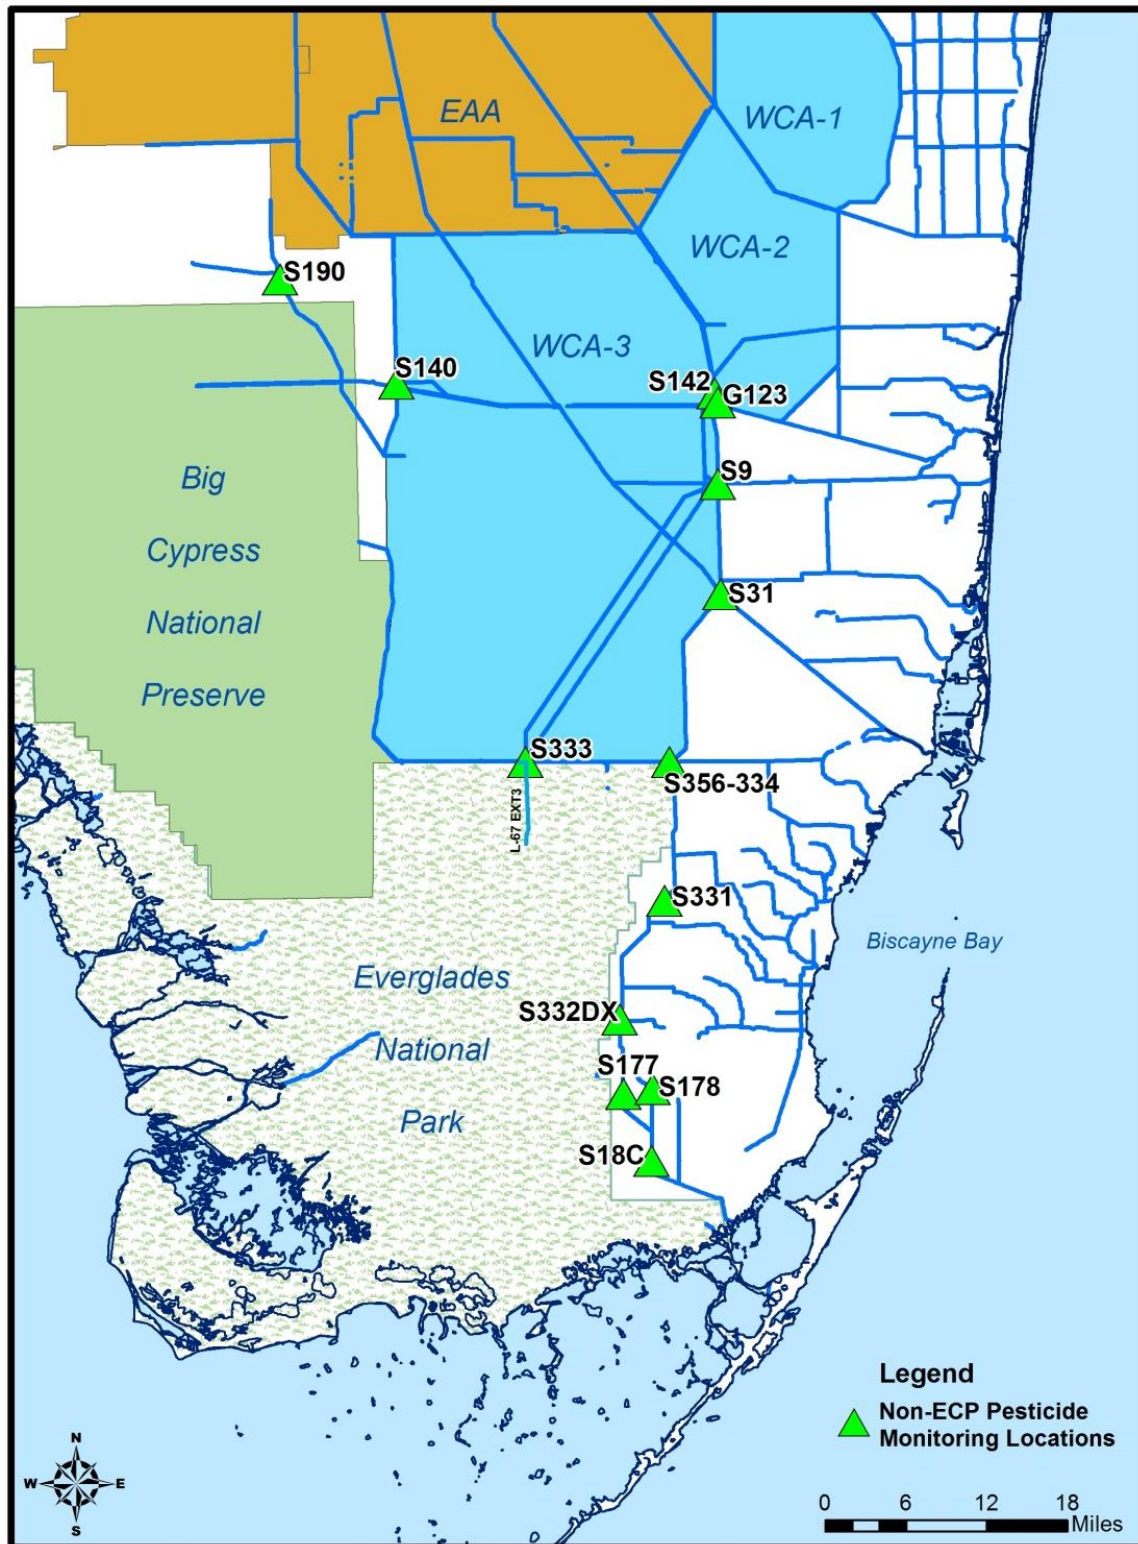 EAA
WCA-1
WCA-2
S190
WCA-3
S140
S142
G123
Big
S9
Cypress
S31
National
Preserve
S333
S356-334
L-67 EXT3
S331
Biscayne Bay
Everglades
S332DX
National
S177
S178
Park
S18C
Legend
Non-ECP Pesticide
Monitoring Locations
N
W E
S
0 6 12 18
Miles